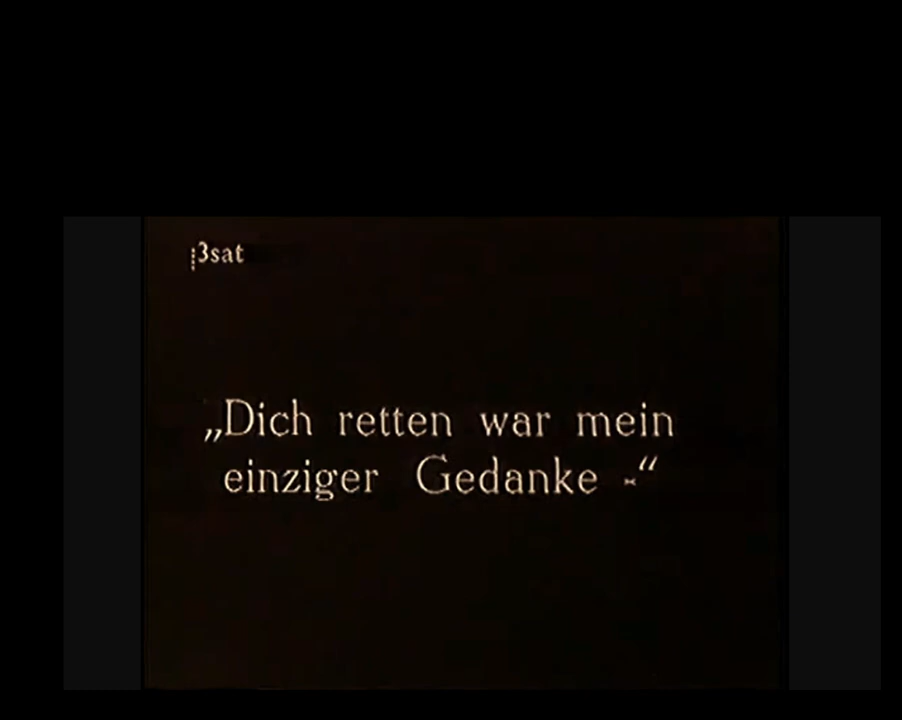 3sat
„Dich retten war mein
einziger Gedanke -“